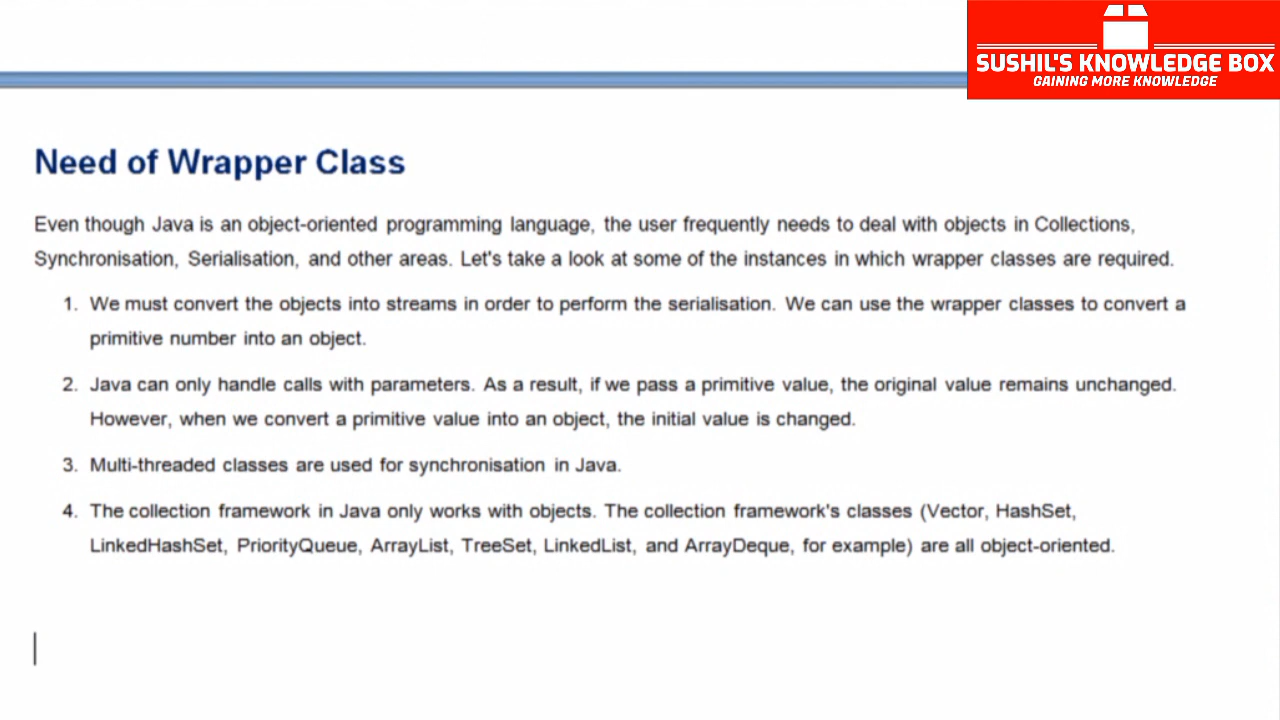 SUSHIL'S KNOWLEDGE BOX
GAINING MORE KNOWLEDGE
Need of Wrapper Class
Even though Java is an object-oriented programming language, the user frequently needs to deal with objects in Collections,
Synchronisation, Serialisation, and other areas. Let's take a look at some of the instances in which wrapper classes are required.
1. We must convert the objects into streams in order to perform the serialisation. We can use the wrapper classes to convert a
primitive number into an object.
2. Java can only handle calls with parameters. As a result, if we pass a primitive value, the original value remains unchanged.
However, when we convert a primitive value into an object, the initial value is changed.
3. Multi-threaded classes are used for synchronisation in Java.
4. The collection framework in Java only works with objects. The collection framework's classes (Vector, HashSet,
LinkedHashSet, PriorityQueue, ArrayList, TreeSet, LinkedList, and ArrayDeque, for example) are all object-oriented.